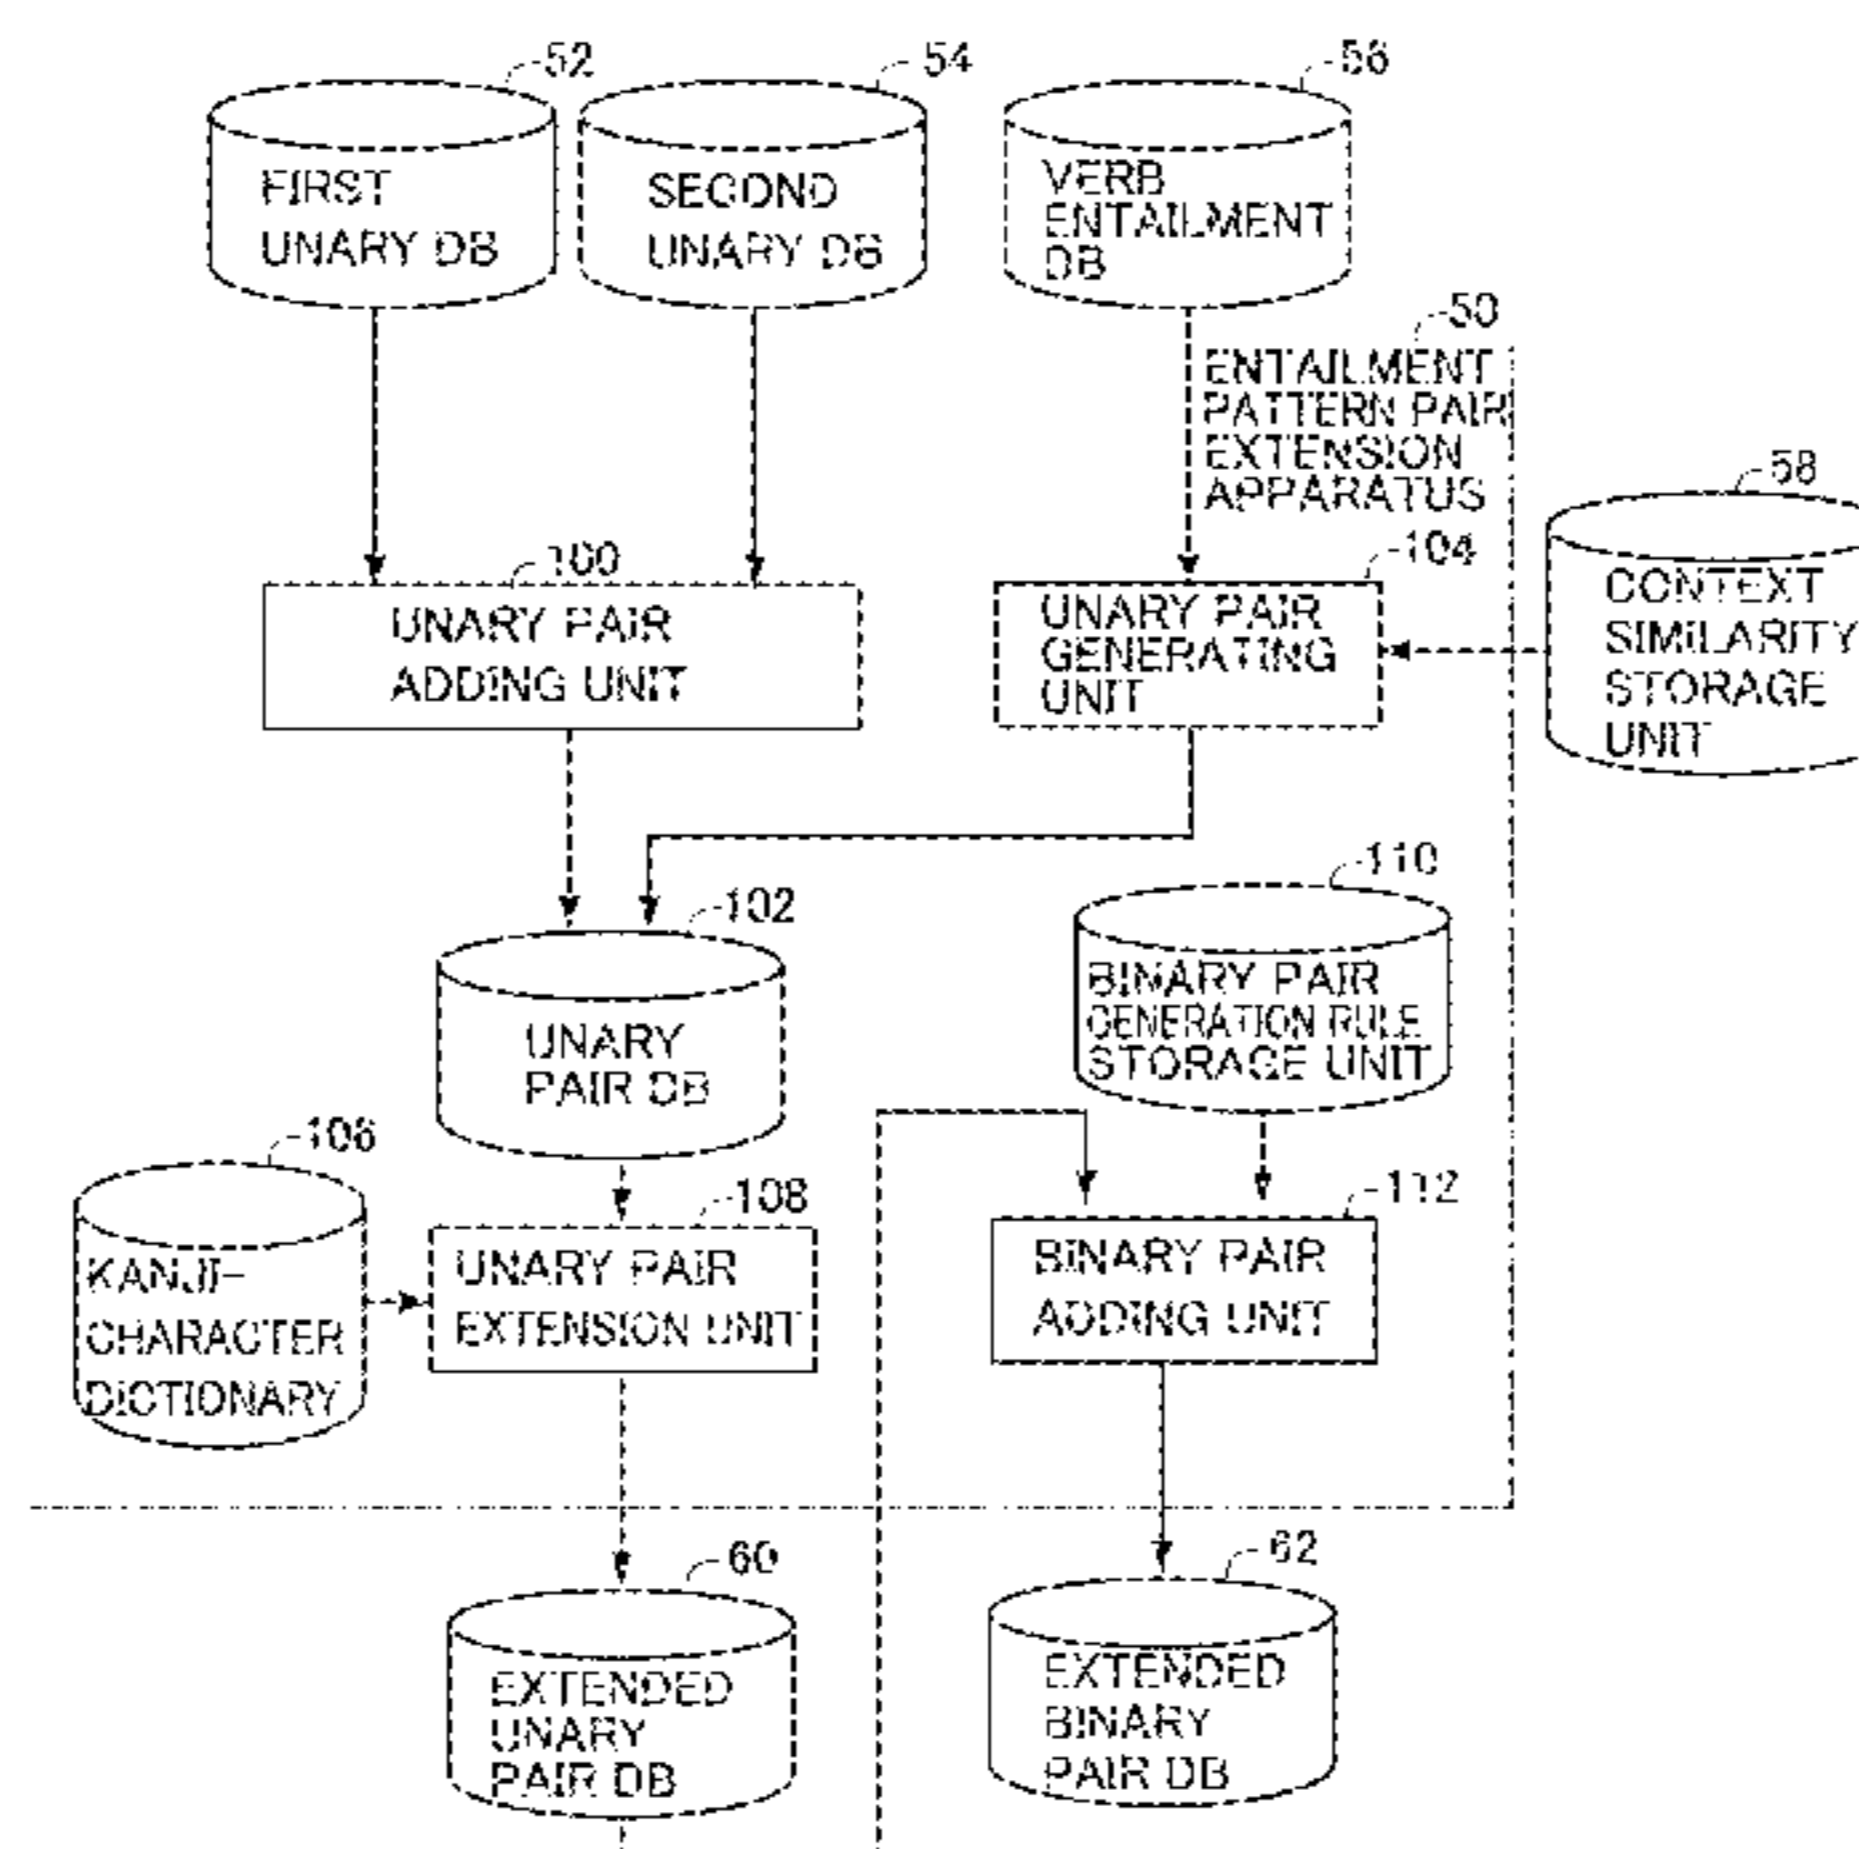 52
54
56
FIRST
UNARY DB
SECOND
UNARY DB
VERB
ENTAILMENT
DB
50
ENTAILMENT
PATTERN PAIR
EXTENSION
APPARATUS
58
CONTEXT
SIMILARITY
STORAGE
UNIT
100
UNARY PAIR
ADDING UNIT
104
UNARY PAIR
GENERATING
UNIT
102
UNARY
PAIR DB
110
BINARY PAIR
GENERATION RULE
STORAGE UNIT
106
KANJI-
CHARACTER
DICTIONARY
108
UNARY PAIR
EXTENSION UNIT
112
BINARY PAIR
ADDING UNIT
60
EXTENDED
UNARY
PAIR DB
62
EXTENDED
BINARY
PAIR DB